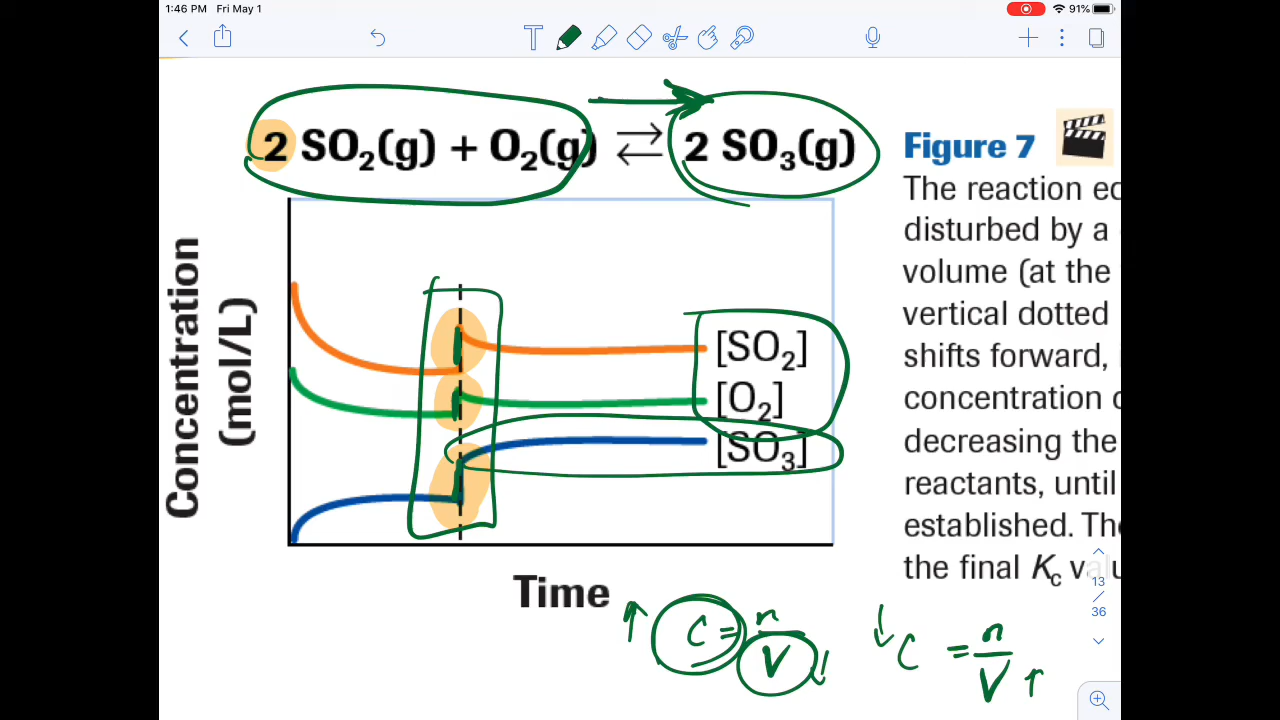 1:46 PM Fri May 1
91%
2 SO₂(g) + O₂(g) ⇄ 2 SO₃(g)
Figure 7
The reaction
disturbed by a
volume (at the
vertical dotted
shifts forward,
concentration
decreasing the
reactants, until
established. The
the final Kc
Concentration
(mol/L)
[SO₂]
[O₂]
[SO₃]
Time
↑ C = n/V ↓
↓ C = n/V ↑
13
/
36